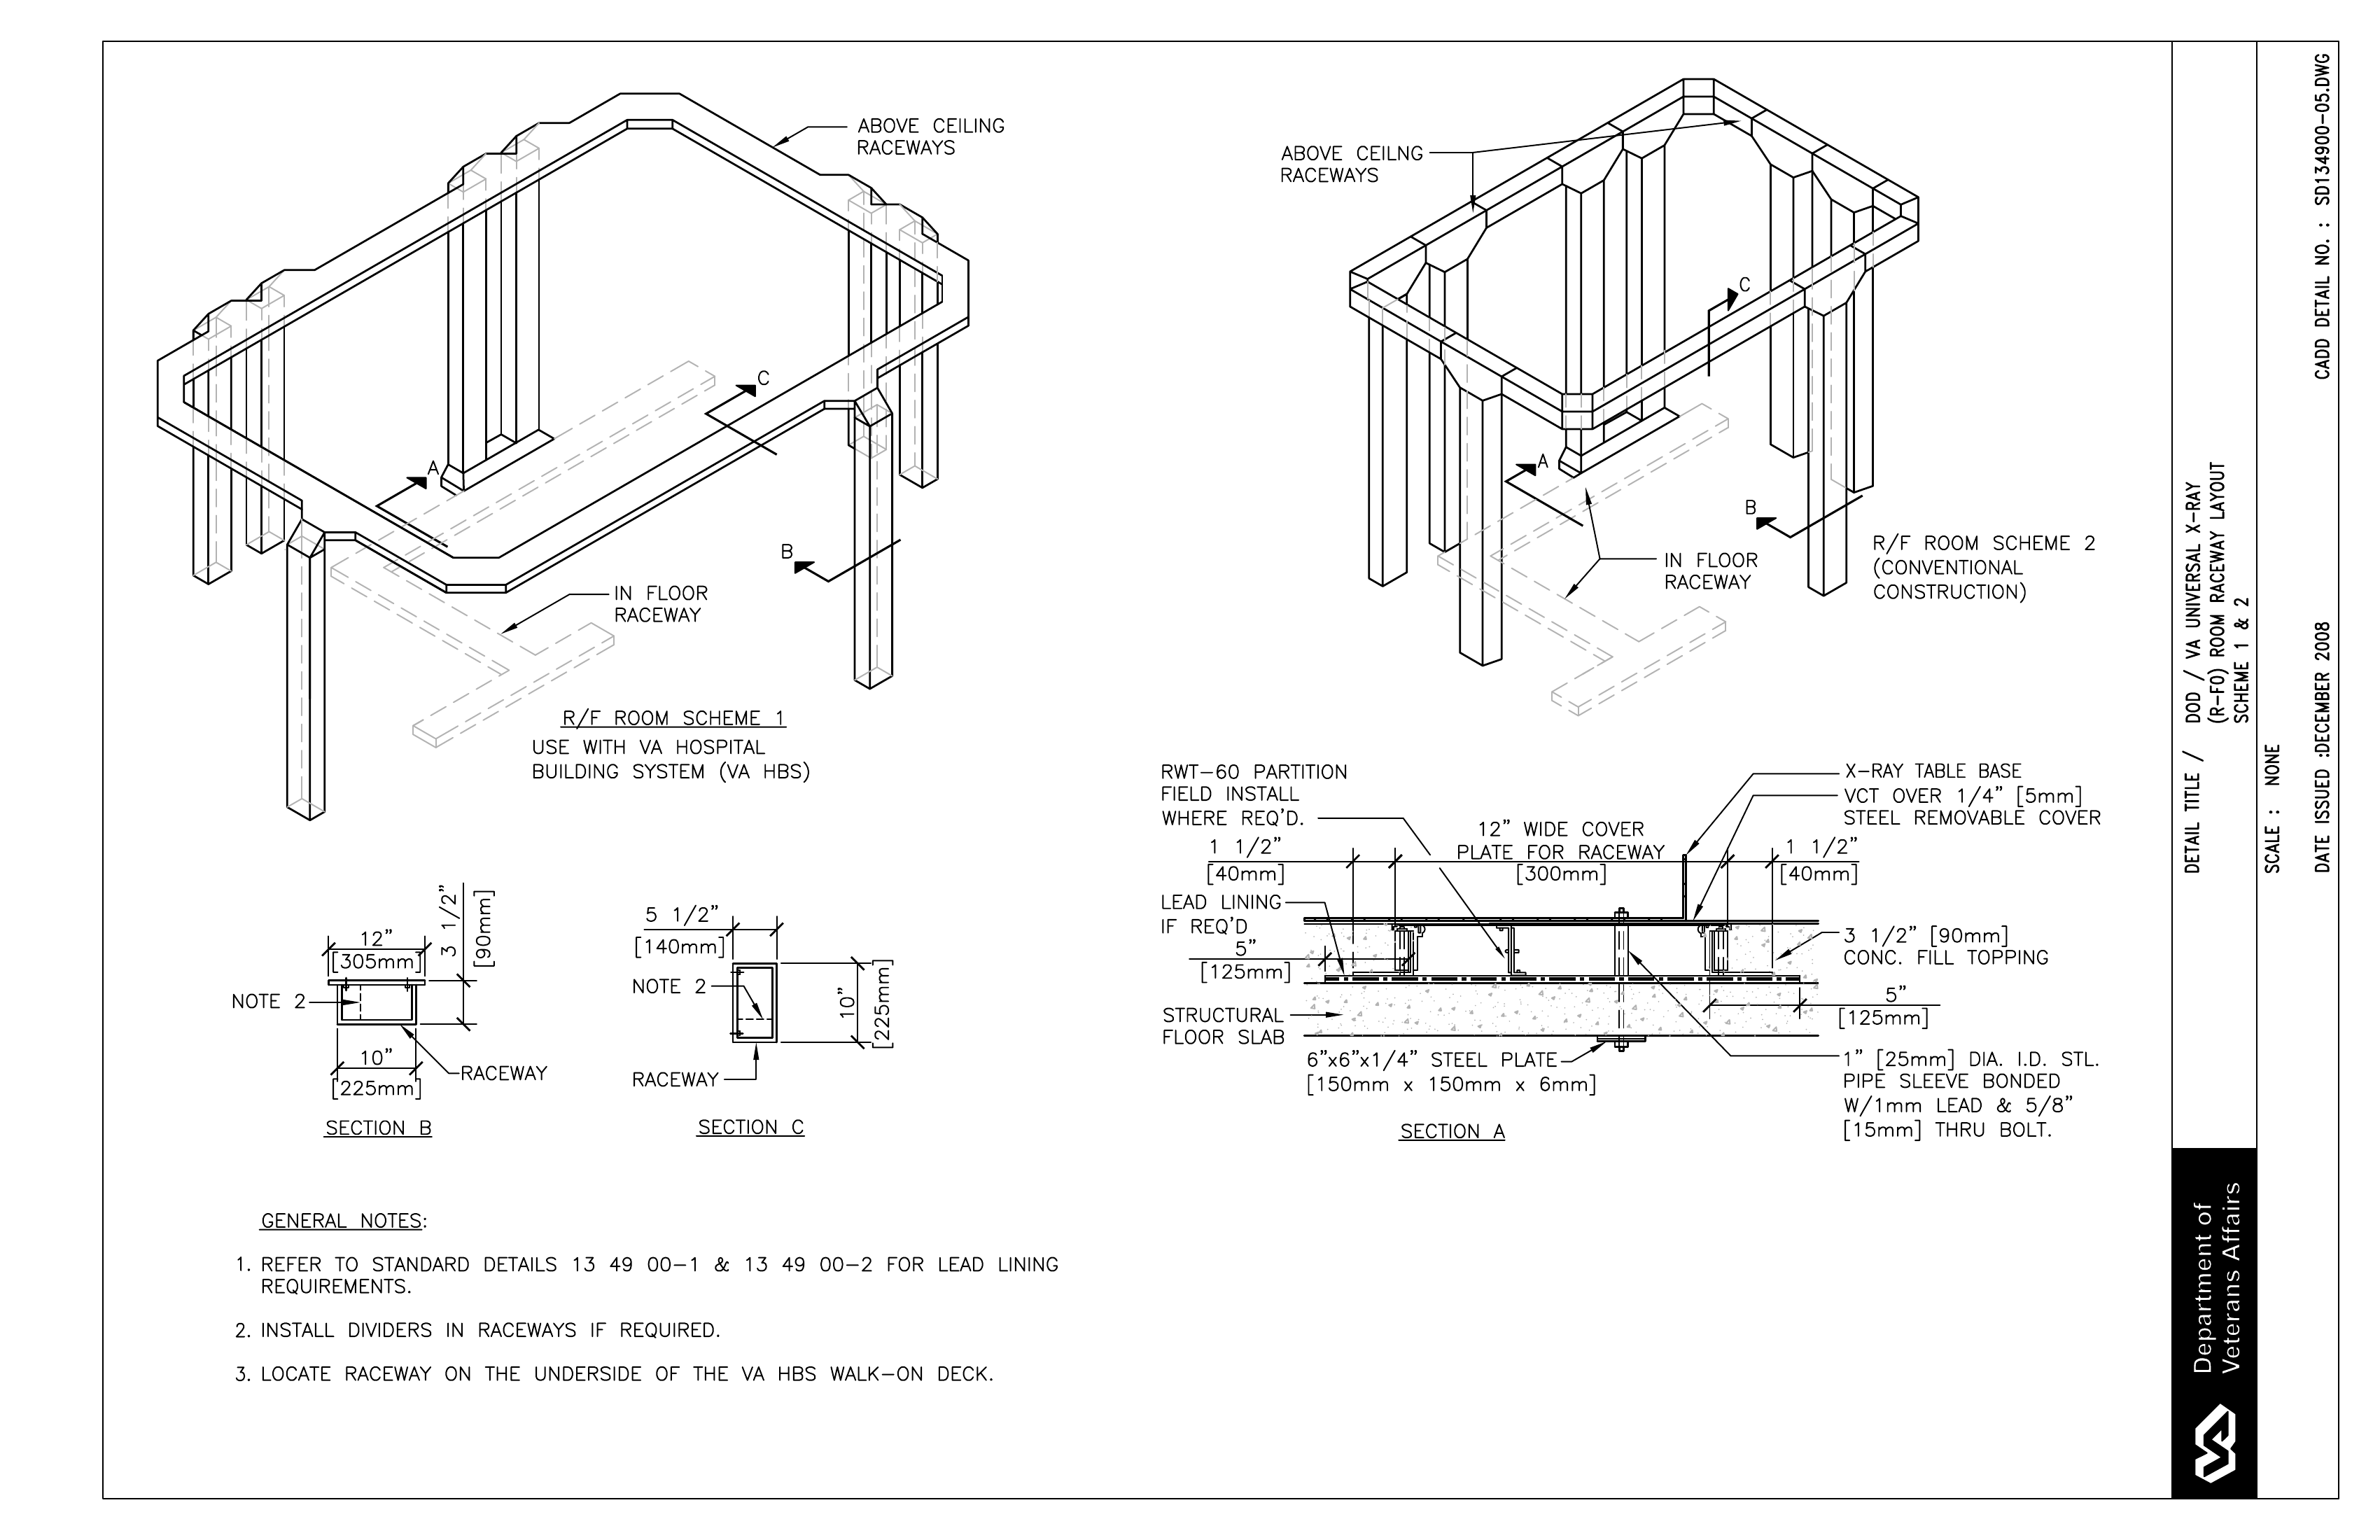 ABOVE CEILING
RACEWAYS
C
A
B
IN FLOOR
RACEWAY
R/F ROOM SCHEME 1
USE WITH VA HOSPITAL
BUILDING SYSTEM (VA HBS)
ABOVE CEILNG
RACEWAYS
C
A
B
IN FLOOR
RACEWAY
R/F ROOM SCHEME 2
(CONVENTIONAL
CONSTRUCTION)
12"
[305mm]
3 1/2"
[90mm]
NOTE 2
10"
[225mm]
RACEWAY
SECTION B
5 1/2"
[140mm]
NOTE 2
10"
[225mm]
RACEWAY
SECTION C
RWT-60 PARTITION
FIELD INSTALL
WHERE REQ'D.
1 1/2"
[40mm]
12" WIDE COVER
PLATE FOR RACEWAY
[300mm]
1 1/2"
[40mm]
X-RAY TABLE BASE
VCT OVER 1/4" [5mm]
STEEL REMOVABLE COVER
LEAD LINING
IF REQ'D
5"
[125mm]
3 1/2" [90mm]
CONC. FILL TOPPING
5"
[125mm]
STRUCTURAL
FLOOR SLAB
6"x6"x1/4" STEEL PLATE
[150mm x 150mm x 6mm]
1" [25mm] DIA. I.D. STL.
PIPE SLEEVE BONDED
W/1mm LEAD & 5/8"
[15mm] THRU BOLT.
SECTION A
GENERAL NOTES:
1. REFER TO STANDARD DETAILS 13 49 00-1 & 13 49 00-2 FOR LEAD LINING
REQUIREMENTS.
2. INSTALL DIVIDERS IN RACEWAYS IF REQUIRED.
3. LOCATE RACEWAY ON THE UNDERSIDE OF THE VA HBS WALK-ON DECK.
DETAIL TITLE / DOD / VA UNIVERSAL X-RAY
(R-F0) ROOM RACEWAY LAYOUT
SCHEME 1 & 2
SCALE : NONE
DATE ISSUED :DECEMBER 2008
CADD DETAIL NO. : SD134900-05.DWG
Department of
Veterans Affairs